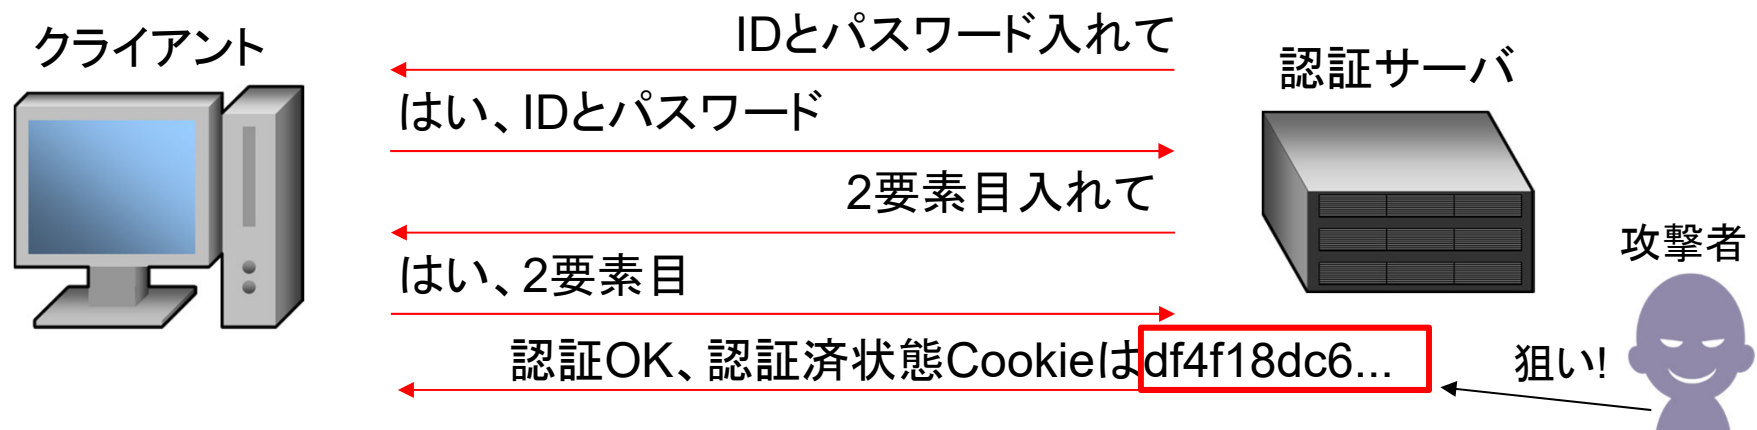 クライアント
IDとパスワード入れて
認証サーバ
はい、IDとパスワード
2要素目入れて
攻撃者
はい、2要素目
認証OK、認証済状態Cookieはdf4f18dc6...
狙い!